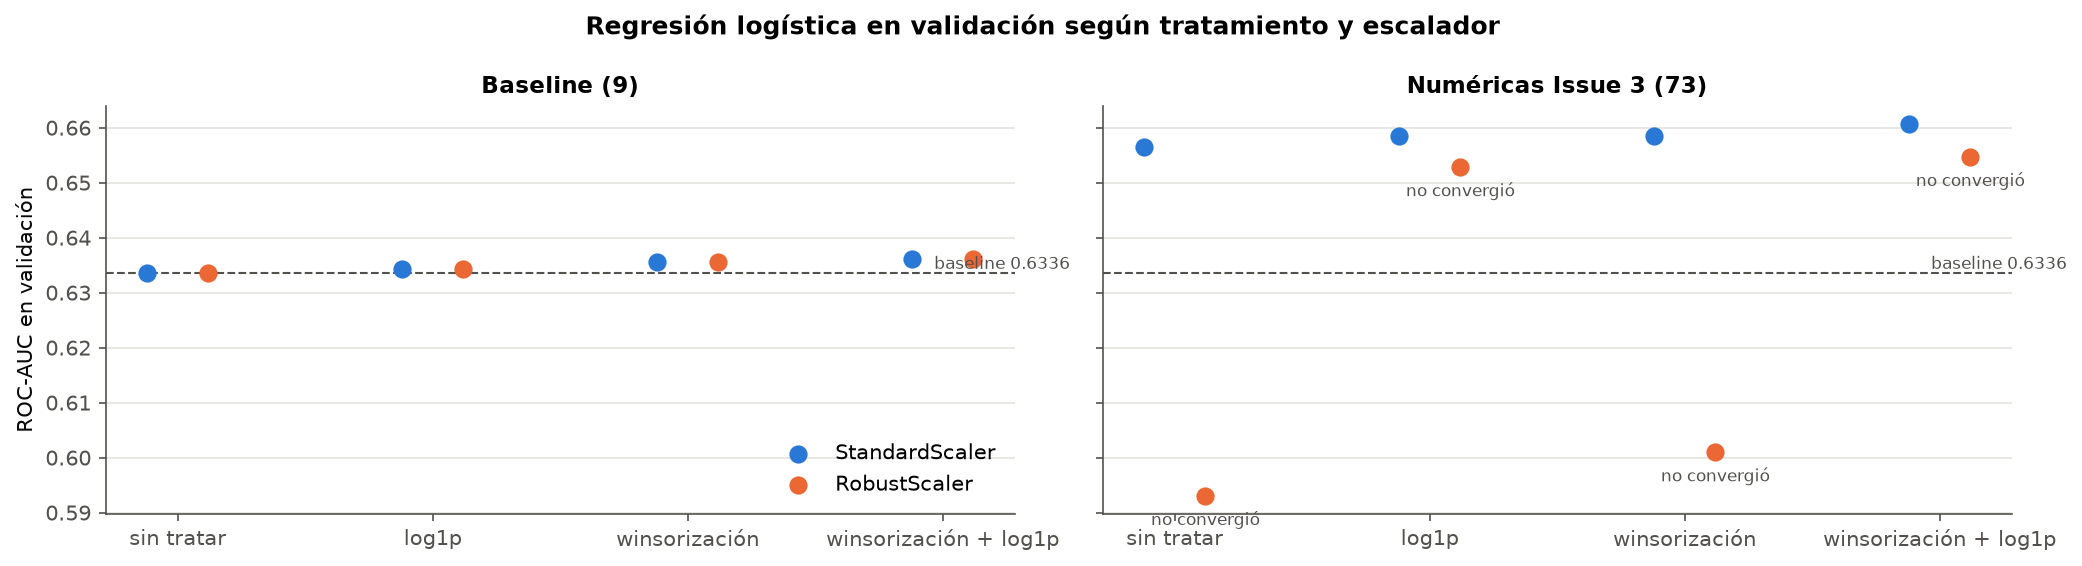 Regresión logística en validación según tratamiento y escalador
Baseline (9)
ROC-AUC en validación
0.66
0.65
0.64
0.63
0.62
0.61
0.60
0.59
baseline 0.6336
StandardScaler
RobustScaler
sin tratar
log1p
winsorización
winsorización + log1p
Numéricas Issue 3 (73)
no convergió
no convergió
baseline 0.6336
no convergió
no convergió
sin tratar
log1p
winsorización
winsorización + log1p